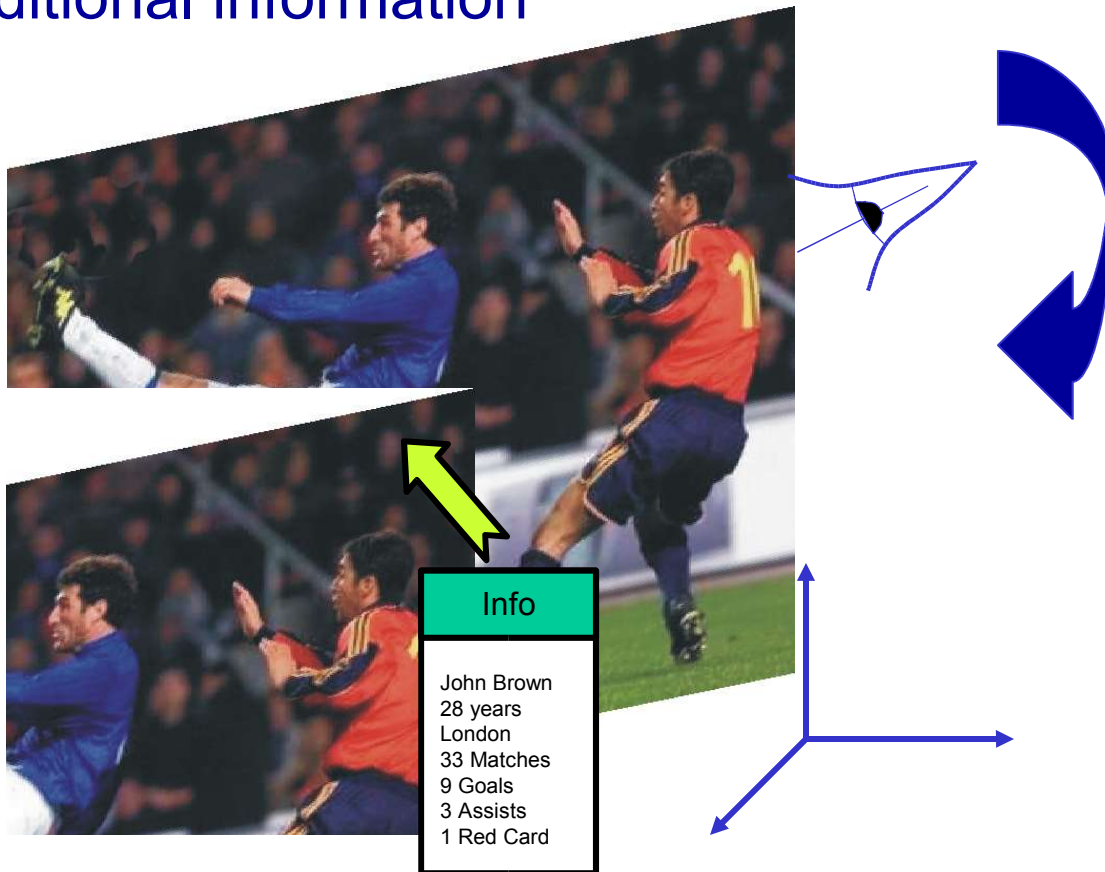 ditional information
Info
John Brown
28 years
London
33 Matches
9 Goals
3 Assists
1 Red Card